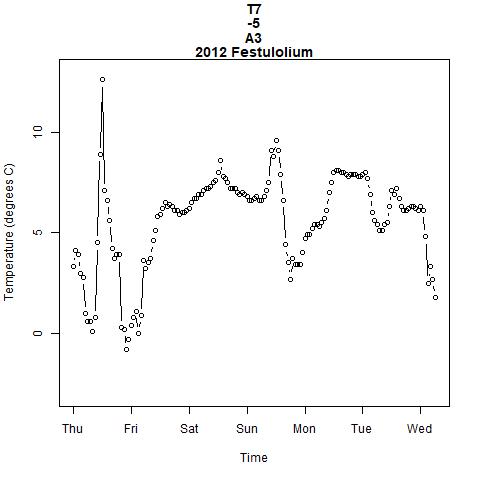 T7
-5
A3
2012 Festulolium
Temperature (degrees C)
10
5
0
Thu Fri Sat Sun Mon Tue Wed
Time